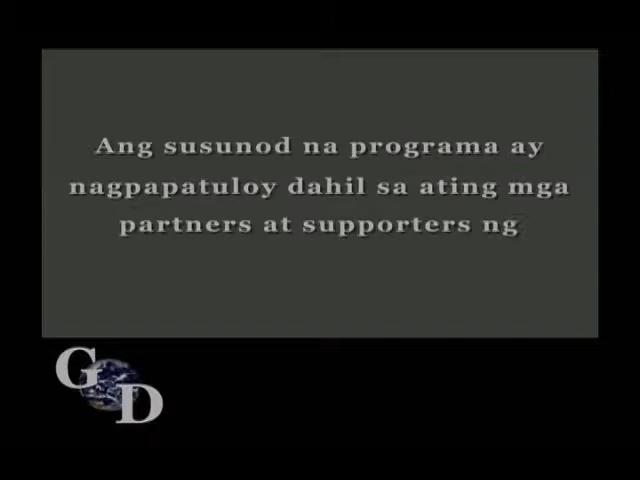 Ang susunod na programa ay
nagpapatuloy dahil sa ating mga
partners at supporters ng
G D